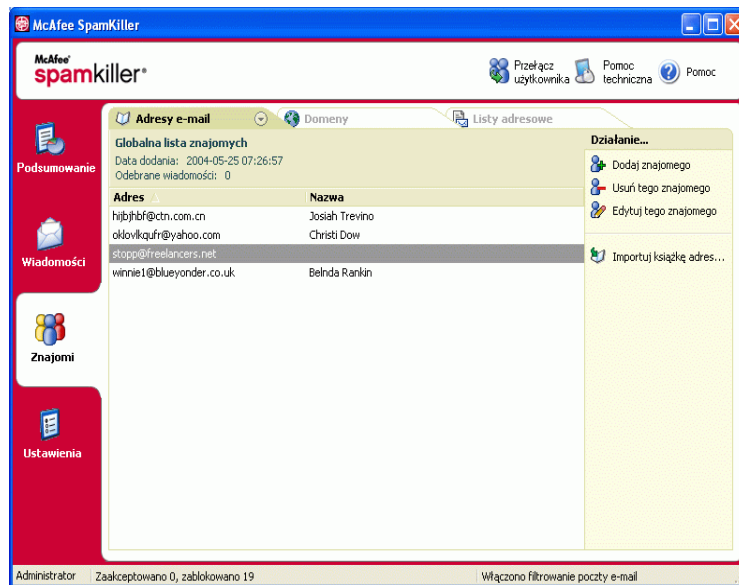 McAfee SpamKiller
McAfee
spamkiller
Przełącz użytkownika
Pomoc techniczna
Pomoc
Podsumowanie
Wiadomości
Znajomi
Ustawienia
Adresy e-mail
Domeny
Listy adresowe
Globalna lista znajomych
Data dodania: 2004-05-25 07:26:57
Odebrane wiadomości: 0
Adres Nazwa
hijbjhbf@ctn.com.cn Josiah Trevino
oklovlkqufr@yahoo.com Christi Dow
stopp@freelancers.net
winnie1@blueyonder.co.uk Belnda Rankin
Działanie...
Dodaj znajomego
Usuń tego znajomego
Edytuj tego znajomego
Importuj książkę adres...
Administrator
Zaakceptowano 0, zablokowano 19
Włączono filtrowanie poczty e-mail